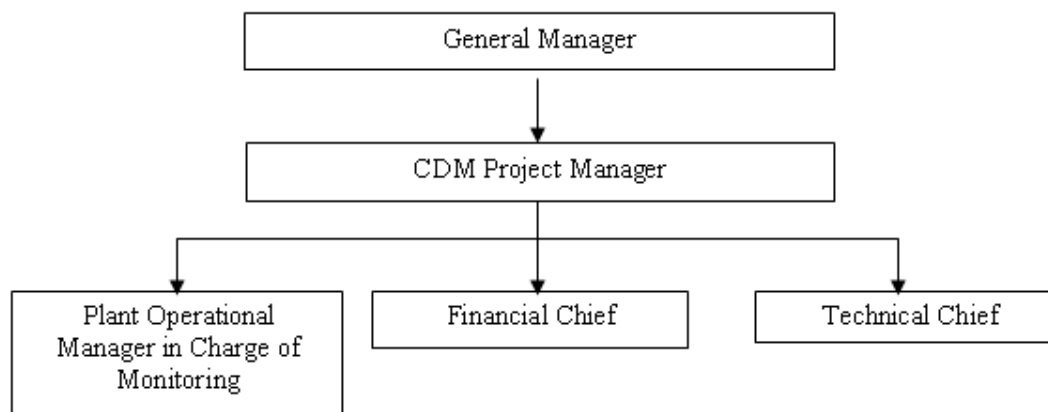 General Manager
CDM Project Manager
Plant Operational
Manager in Charge of
Monitoring
Financial Chief
Technical Chief